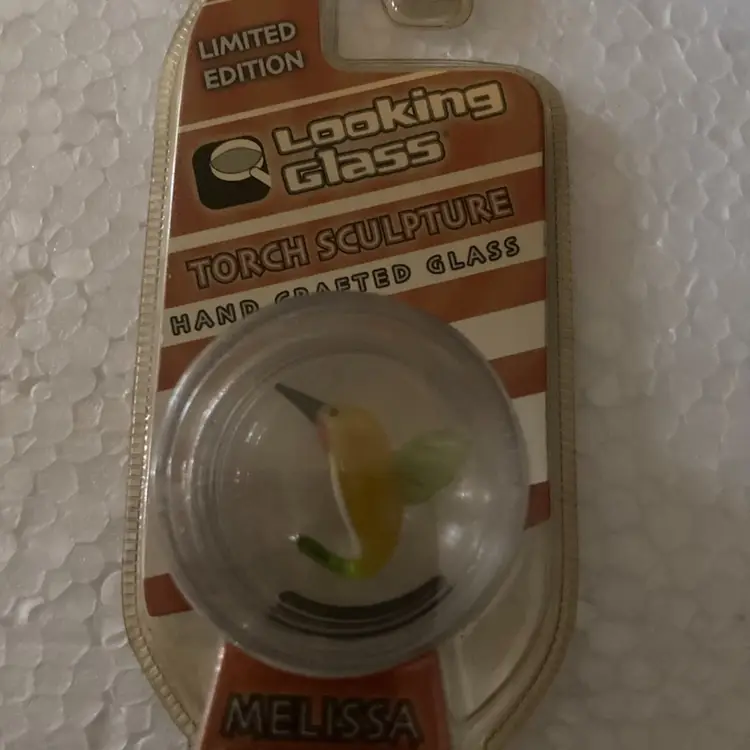 LIMITED
EDITION
Looking
Glass
TORCH SCULPTURE
HAND CRAFTED GLASS
MELISSA